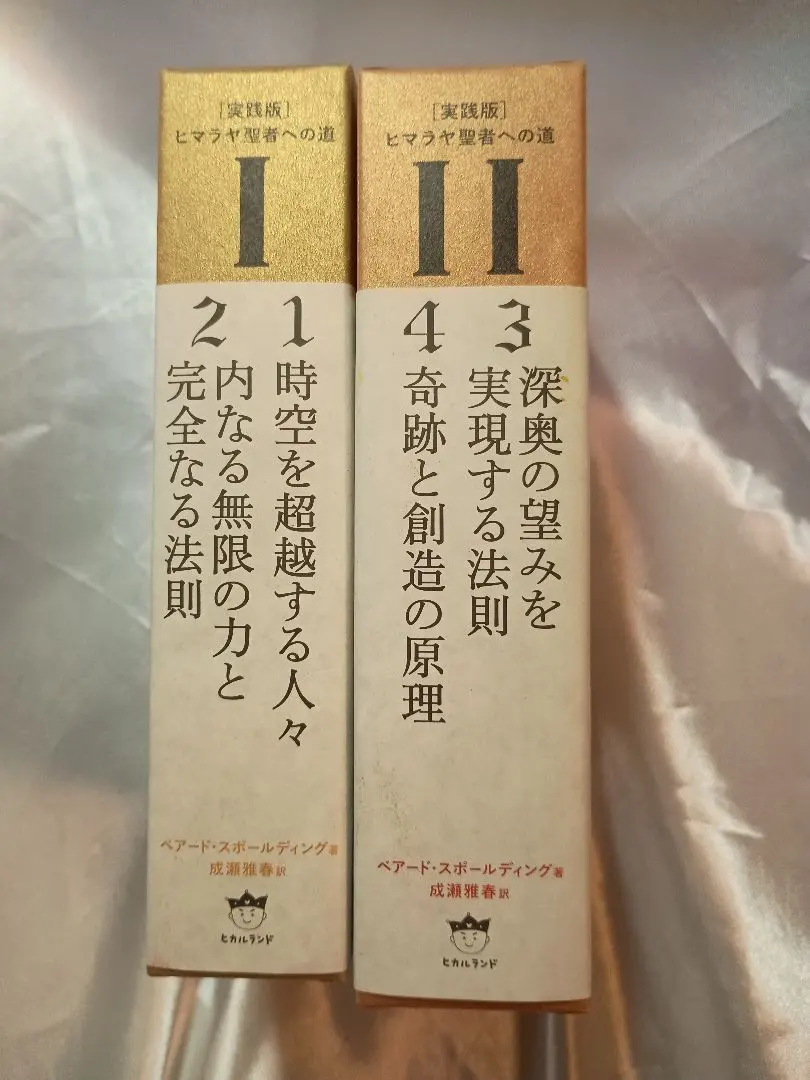 ［実践版］
ヒマラヤ聖者への道
I
1
時空を超越する人々
2
内なる無限の力と
完全なる法則
ベアード・スポールディング著
成瀬雅春訳
ヒカルランド
［実践版］
ヒマラヤ聖者への道
II
3
深奥の望みを
実現する法則
4
奇跡と創造の原理
ベアード・スポールディング著
成瀬雅春訳
ヒカルランド